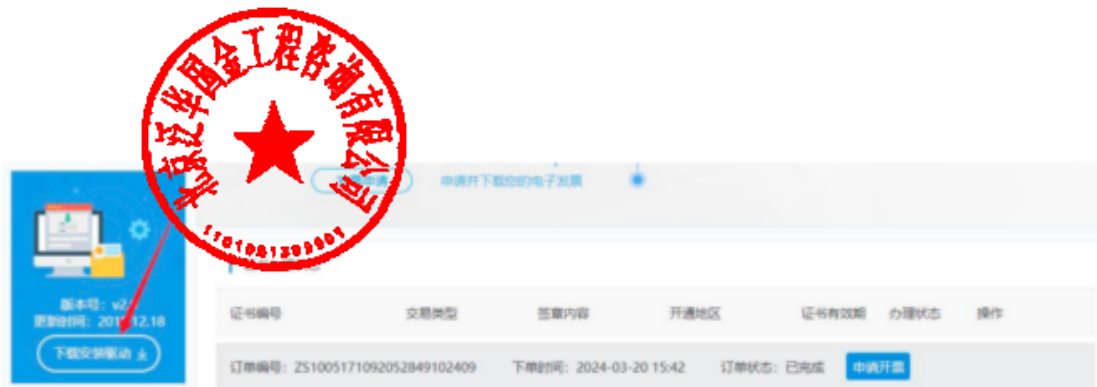 北京泛华国金工程咨询有限公司
申请并下载您的电子发票
版本号：v2
更新时间：201 12.18
下载安装驱动
证书编号 交易类型 签章内容 开通地区 证书有效期 办理状态 操作
订单编号：ZS1005171092052849102409 下单时间：2024-03-20 15:42 订单状态：已完成 申请开票